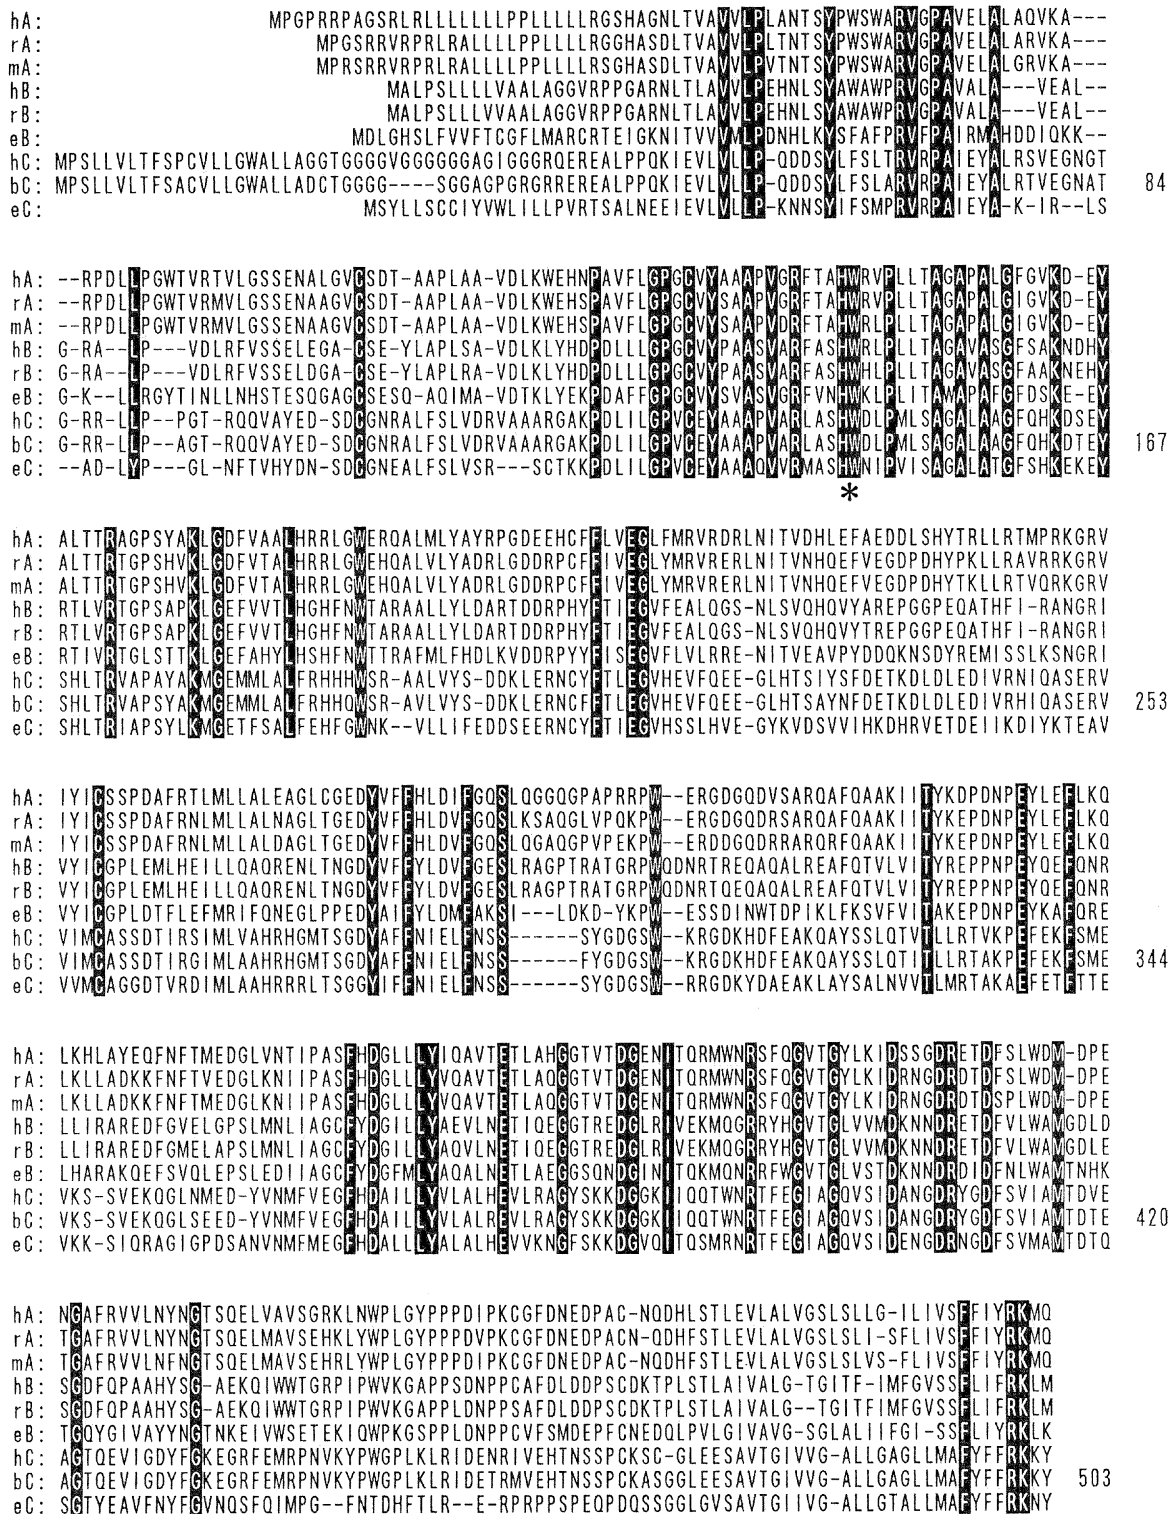 hA: MPGPRRPAGSRLRLLLLLLLPPLLLLLRGSHAGNLTVAVVLPLANTSYPWSWARVGPAVELALAQVKA---
rA: MPGSRRVRPRLRALLLLPPLLLLRGGHASDLTVAVVLPLTNTSYPWSWARVGPAVELALARVKA---
mA: MPRSRRVRPRLRALLLLPPLLLLRSGHASDLTVAVVLPVTNTSYPWSWARVGPAVELALGRVKA---
hB: MALPSLLLLVAALAGGVRPPGARNLTLAVVLPEHNLSYAWAWPRVGPAVALA---VEAL--
rB: MALPSLLLVVAALAGGVRPPGARNLTLAVVLPEHNLSYAWAWPRVGPAVALA---VEAL--
eB: MDLGHSLFVVFTCGFLMARCRTEIGKNITVVVMLPDNHLKYSFAFPRVFPAIRMAHDDIQKK--
hC: MPSLLVLTFSPCVLLGWALLAGGTGGGGVGGGGGGAGIGGGRQEREALPPQKIEVLVLLP-QDDSYLFSLTRVRPAIEYALRSVEGNGT
bC: MPSLLVLTFSACVLLGWALLADCTGGGG----SGGAGPGRGRREREALPPQKIEVLVLLP-QDDSYLFSLARVRPAIEYALRTVEGNAT 84
eC: MSYLLSCCIYVWLILLPVRTSALNEEIEVLVLLP-KNNSYIFSMPRVRPAIEYA-K-IR--LS
hA: --RPDLLPGWTVRTVLGSSENALGVCSDT-AAPLAA-VDLKWEHNPAVFLGPGCVYAAAPVGRFTAHWRVPLLTAGAPALGFGVKD-EY
rA: --RPDLLPGWTVRMVLGSSENAAGVCSDT-AAPLAA-VDLKWEHSPAVFLGPGCVYSAAPVGRFTAHWRVPLLTAGAPALGIGVKD-EY
mA: --RPDLLPGWTVRMVLGSSENAAGVCSDT-AAPLAA-VDLKWEHSPAVFLGPGCVYSAAPVDRFTAHWRLPLLTAGAPALGIGVKD-EY
hB: G-RA--LP---VDLRFVSSELEGA-CSE-YLAPLSA-VDLKLYHDPDLLLGPGCVYPAASVARFASHWRLPLLTAGAVASGFSAKNDHY
rB: G-RA--LP---VDLRFVSSELDGA-CSE-YLAPLRA-VDLKLYHDPDLLLGPGCVYPAASVARFASHWHLPLLTAGAVASGFAAKNEHY
eB: G-K--LLRGYTINLLNHSTESQGAGCSESQ-AQIMA-VDTKLYEKPDAFFGPGCVYSVASVGRFVNHWKLPLITAWAPAFGFDSKE-EY
hC: G-RR-LLP--PGT-RQQVAYED-SDCGNRALFSLVDRVAAARGAKPDLILGPVCEYAAAPVARLASHWDLPMLSAGALAAGFQHKDSEY
bC: G-RR-LLP--AGT-RQQVAYED-SDCGNRALFSLVDRVAAARGAKPDLILGPVCEYAAAPVARLASHWDLPMLSAGALAAGFQHKDTEY 167
eC: --AD-LYP---GL-NFTVHYDN-SDCGNEALFSLVSR---SCTKKPDLILGPVCEYAAAQVVRMASHWNIPVISAGALATGFSHKEKEY
*
hA: ALTTRAGPSYAKLGDFVAALHRRLGWERQALMLYAYRPGDEEHCFFLVEGLFMRVRDRLNITVDHLEFAEDDLSHYTRLLRTMPRKGRV
rA: ALTTRTGPSHVKLGDFVTALHRRLGWEHQALVLYADRLGDDRPCFFIVEGLYMRVRERLNITVNHQEFVEGDPDHYPKLLRAVRRKGRV
mA: ALTTRTGPSHVKLGDFVTALHRRLGWEHQALVLYADRLGDDRPCFFIVEGLYMRVRERLNITVNHQEFVEGDPDHYTKLLRTVQRKGRV
hB: RTLVRTGPSAPKLGEFVVTLHGHFNWTARAALLYLDARTDDRPHYFTIEGVFEALQGS-NLSVQHQVYAREPGGPEQATHFI-RANGRI
rB: RTLVRTGPSAPKLGEFVVTLHGHFNWTARAALLYLDARTDDRPHYFTIEGVFEALQGS-NLSVQHQVYTREPGGPEQATHFI-RANGRI
eB: RTIVRTGLSTTKLGEFAHYLHSHFNWTTRAFMLFHDLKVDDRPYYFISEGVFLVLRRE-NITVEAVPYDDQKNSDYREMISSLKSNGRI
hC: SHLTRVAPAYAKMGEMMLALFRHHHWSR-AALVYS-DDKLERNCYFTLEGVHEVFQEE-GLHTSIYSFDETKDLDLEDIVRNIQASERV
bC: SHLTRVAPSYAKMGEMMLALFRHHQWSR-AVLVYS-DDKLERNCFFTLEGVHEVFQEE-GLHTSAYNFDETKDLDLEDIVRHIQASERV 253
eC: SHLTRIAPSYLKMGETFSALFEHFGWNK--VLLIFEDDSEERNCYFTIEGVHSSLHVE-GYKVDSVVIHKDHRVETDEIIKDIYKTEAV
hA: IYICSSPDAFRTLMLLALEAGLCGEDYVFFHLDIFGQSLQGGQGPAPRRPW--ERGDGQDVSARQAFQAAKIITYKDPDNPEYLEFLKQ
rA: IYICSSPDAFRNLMLLALNAGLTGEDYVFFHLDVFGQSLKSAQGLVPQKPW--ERGDGQDRSARQAFQAAKIITYKEPDNPEYLEFLKQ
mA: IYICSSPDAFRNLMLLALDAGLTGEDYVFFHLDVFGQSLQGAQGPVPEKPW--ERDDGQDRRARQRFQAAKIITYKEPDNPEYLEFLKQ
hB: VYICGPLEMLHEILLQAQRENLTNGDYVFFYLDVFGESLRAGPTRATGRPWQDNRTREQAQALREAFQTVLVITYREPPNPEYQEFQNR
rB: VYICGPLEMLHEILLQAQRENLTNGDYVFFYLDVFGESLRAGPTRATGRPWQDNRTQEQAQALREAFQTVLVITYREPPNPEYQEFQNR
eB: VYICGPLDTFLEFMRIFQNEGLPPEDYAIFYLDMFAKSI---LDKD-YKPW--ESSDINWTDPIKLFKSVFVITAKEPDNPEYKAFQRE
hC: VIMCASSDTIRSIMLVAHRHGMTSGDYAFFNIELFNSS------SYGDGSW--KRGDKHDFEAKQAYSSLQTVTLLRTVKPEFEKFSME
bC: VIMCASSDTIRGIMLAAHRHGMTSGDYAFFNIELFNSS------FYGDGSW--KRGDKHDFEAKQAYSSLQTITLLRTAKPEFEKFSME 344
eC: VVMCAGGDTVRDIMLAAHRRRLTSGGYIFFNIELFNSS------SYGDGSW--RRGDKYDAEAKLAYSALNVVTLMRTAKAEFETFTTE
hA: LKHLAYEQFNFTMEDGLVNTIPASFHDGLLLYIQAVTETLAHGGTVTDGENITQRMWNRSFQGVTGYLKIDSSGDRETDFSLWDM-DPE
rA: LKLLADKKFNFTVEDGLKNIIPASFHDGLLLYVQAVTETLAQGGTVTDGENITQRMWNRSFQGVTGYLKIDRNGDRDTDFSLWDM-DPE
mA: LKLLADKKFNFTMEDGLKNIIPASFHDGLLLYVQAVTETLAQGGTVTDGENITQRMWNRSFQGVTGYLKIDRNGDRDTDSPLWDM-DPE
hB: LLIRAREDFGVELGPSLMNLIAGCFYDGILLYAEVLNETIQEGGTREDGLRIVEKMQGRRYHGVTGLVVMDKNNDRETDFVLWAMGDLD
rB: LLIRAREDFGMELAPSLMNLIAGCFYDGILLYAQVLNETIQEGGTREDGLRIVEKMQGRRYHGVTGLVVMDKNNDRETDFVLWAMGDLE
eB: LHARAKQEFSVQLEPSLEDIIAGCFYDGFMLYAQALNETLAEGGSQNDGINITQKMQNRRFWGVTGLVSTDKNNDRDIDFNLWAMTNHK
hC: VKS-SVEKQGLNMED-YVNMFVEGFHDAILLYVLALHEVLRAGYSKKDGGKIIQQTWNRTFEGIAGQVSIDANGDRYGDFSVIAMTDVE
bC: VKS-SVEKQGLSEED-YVNMFVEGFHDAILLYVLALREVLRAGYSKKDGGKIIQQTWNRTFEGIAGQVSIDANGDRYGDFSVIAMTDTE 420
eC: VKK-SIQRAGIGPDSANVNMFMEGFHDALLLYALALHEVVKNGFSKKDGVQITQSMRNRTFEGIAGQVSIDENGDRNGDFSVMAMTDTQ
hA: NGAFRVVLNYNGTSQELVAVSGRKLNWPLGYPPPDIPKCGFDNEDPAC-NQDHLSTLEVLALVGSLSLLG-ILIVSFFIYRKMQ
rA: TGAFRVVLNYNGTSQELMAVSEHKLYWPLGYPPPDVPKCGFDNEDPACN-QDHFSTLEVLALVGSLSLI-SFLIVSFFIYRKMQ
mA: TGAFRVVLNFNGTSQELMAVSEHRLYWPLGYPPPDIPKCGFDNEDPAC-NQDHFSTLEVLALVGSLSLVS-FLIVSFFIYRKMQ
hB: SGDFQPAAHYSG-AEKQIWWTGRPIPWVKGAPPSDNPPCAFDLDDPSCDKTPLSTLAIVALG-TGITF-IMFGVSSFLIFRKLM
rB: SGDFQPAAHYSG-AEKQIWWTGRPIPWVKGAPPLDNPPSAFDLDDPSCDKTPLSTLAIVALG--TGITFIMFGVSSFLIFRKLM
eB: TGQYGIVAYYNGTNKEIVWSETEKIQWPKGSPPLDNPPCVFSMDEPFCNEDQLPVLGIVAVG-SGLALIIFGI-SSFLIYRKLK
hC: AGTQEVIGDYFGKEGRFEMRPNVKYPWGPLKLRIDENRIVEHTNSSPCKSC-GLEESAVTGIVVG-ALLGAGLLMAFYFFRKKY
bC: AGTQEVIGDYFGKEGRFEMRPNVKYPWGPLKLRIDETRMVEHTNSSPCKASGGLEESAVTGIVVG-ALLGAGLLMAFYFFRKKY 503
eC: SGTYEAVFNYFGVNQSFQIMPG--FNTDHFTLR--E-RPRPPSPEQPDQSSGGLGVSAVTGIIVG-ALLGTALLMAFYFFRKNY